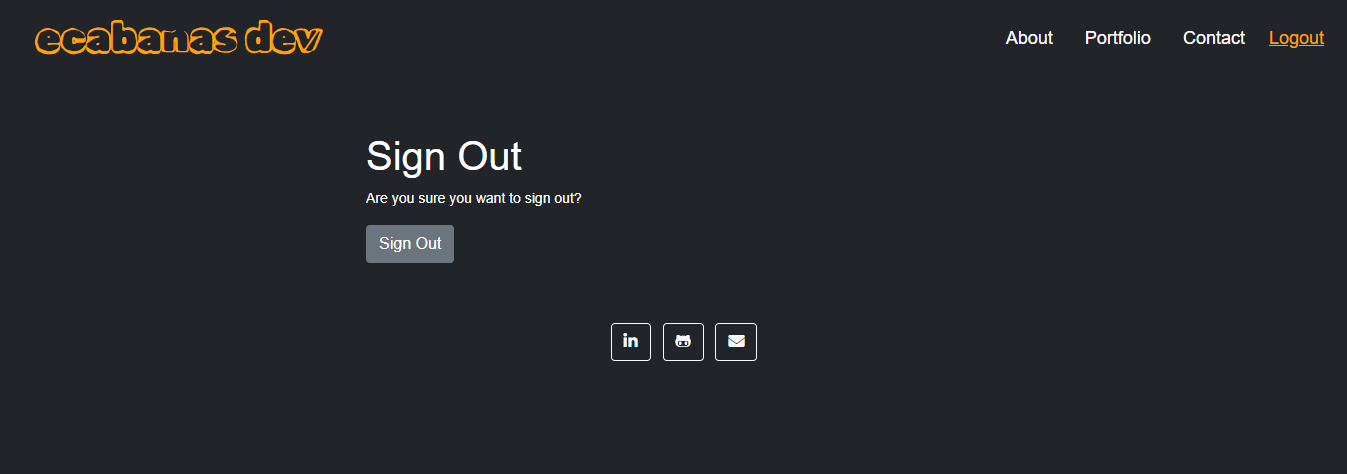 ecabanas dev
About Portfolio Contact Logout
Sign Out
Are you sure you want to sign out?
Sign Out
in